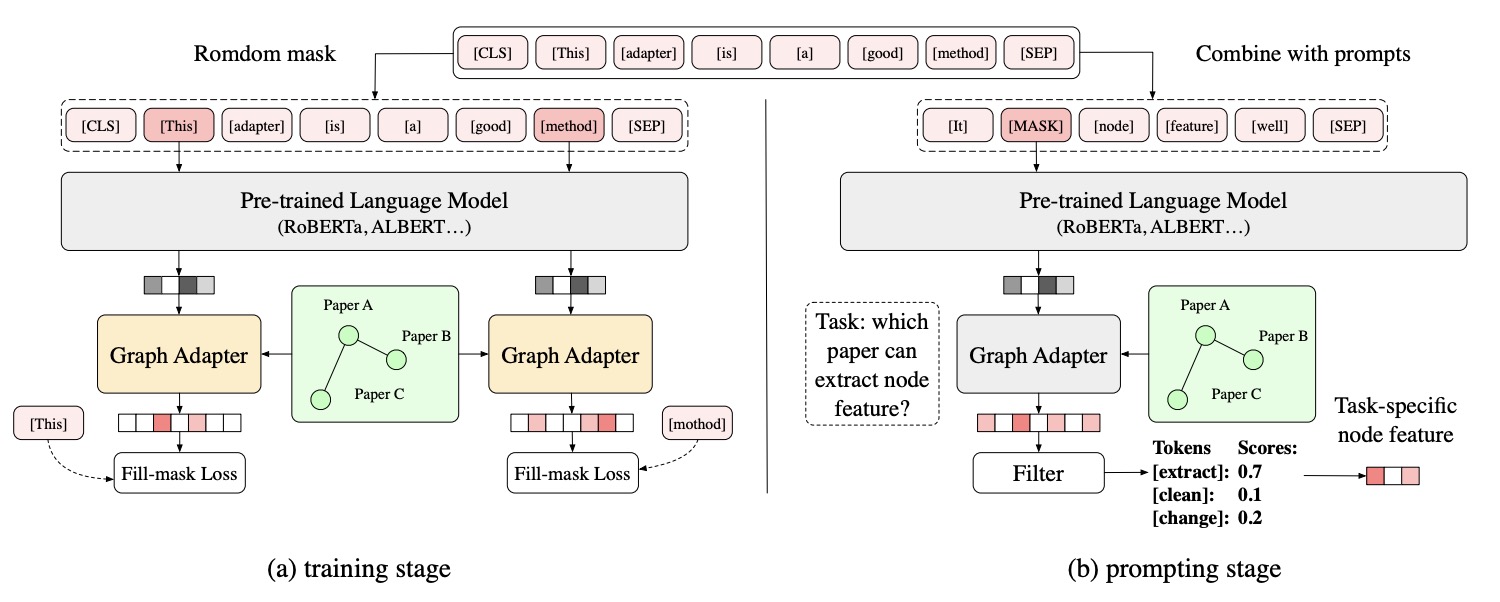 [CLS] [This] [adapter] [is] [a] [good] [method] [SEP]
Romdom mask
Combine with prompts
[CLS] [This] [adapter] [is] [a] [good] [method] [SEP]
Pre-trained Language Model
(RoBERTa, ALBERT…)
Paper A
Paper B
Paper C
Graph Adapter
Graph Adapter
[This]
[mothod]
Fill-mask Loss
Fill-mask Loss
(a) training stage
[It] [MASK] [node] [feature] [well] [SEP]
Pre-trained Language Model
(RoBERTa, ALBERT…)
Task: which
paper can
extract node
feature?
Graph Adapter
Paper A
Paper B
Paper C
Filter
Tokens Scores:
[extract]: 0.7
[clean]: 0.1
[change]: 0.2
Task-specific
node feature
(b) prompting stage